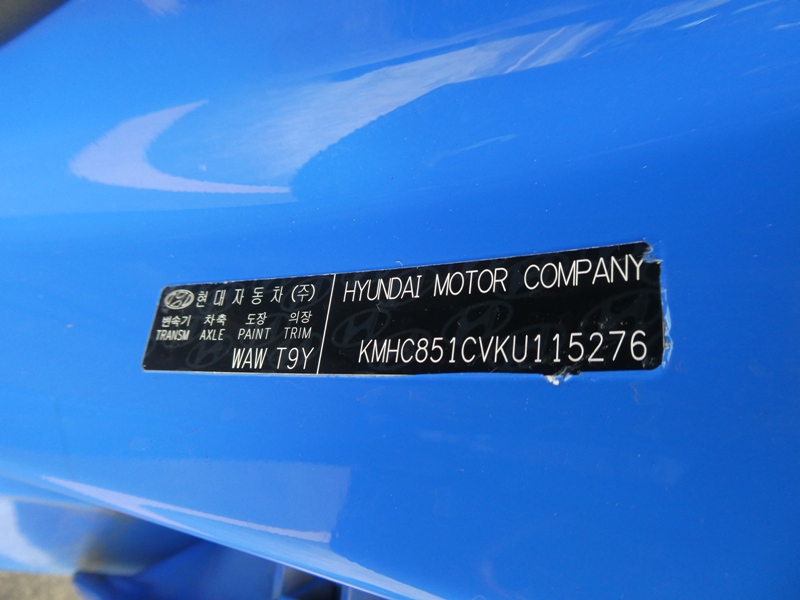 현대자동차(주)
변속기 차축 도장 의장
TRANSM AXLE PAINT TRIM
WAW T9Y
HYUNDAI MOTOR COMPANY
KMHC851CVKU115276